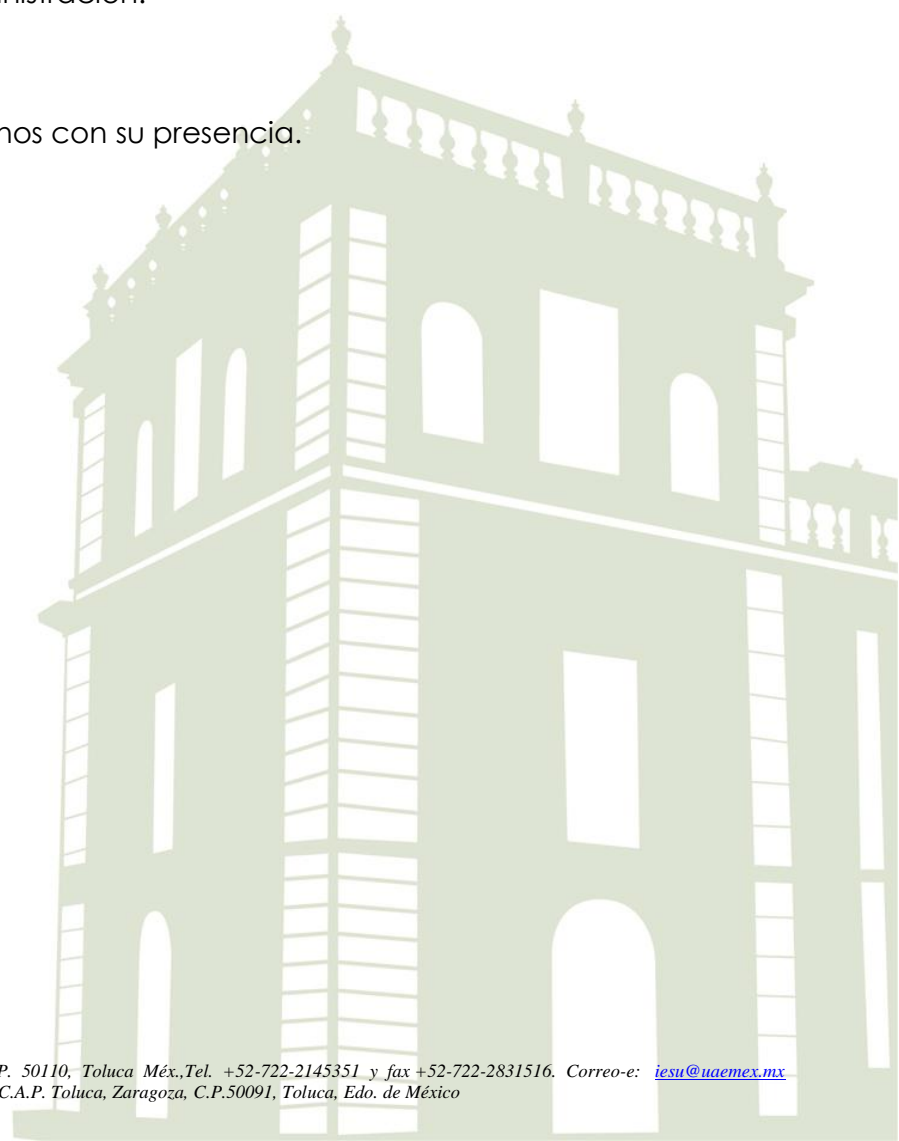 nistración.
nos con su presencia.
P. 50110, Toluca Méx.,Tel. +52-722-2145351 y fax +52-722-2831516. Correo-e: iesu@uaemex.mx
C.A.P. Toluca, Zaragoza, C.P.50091, Toluca, Edo. de México